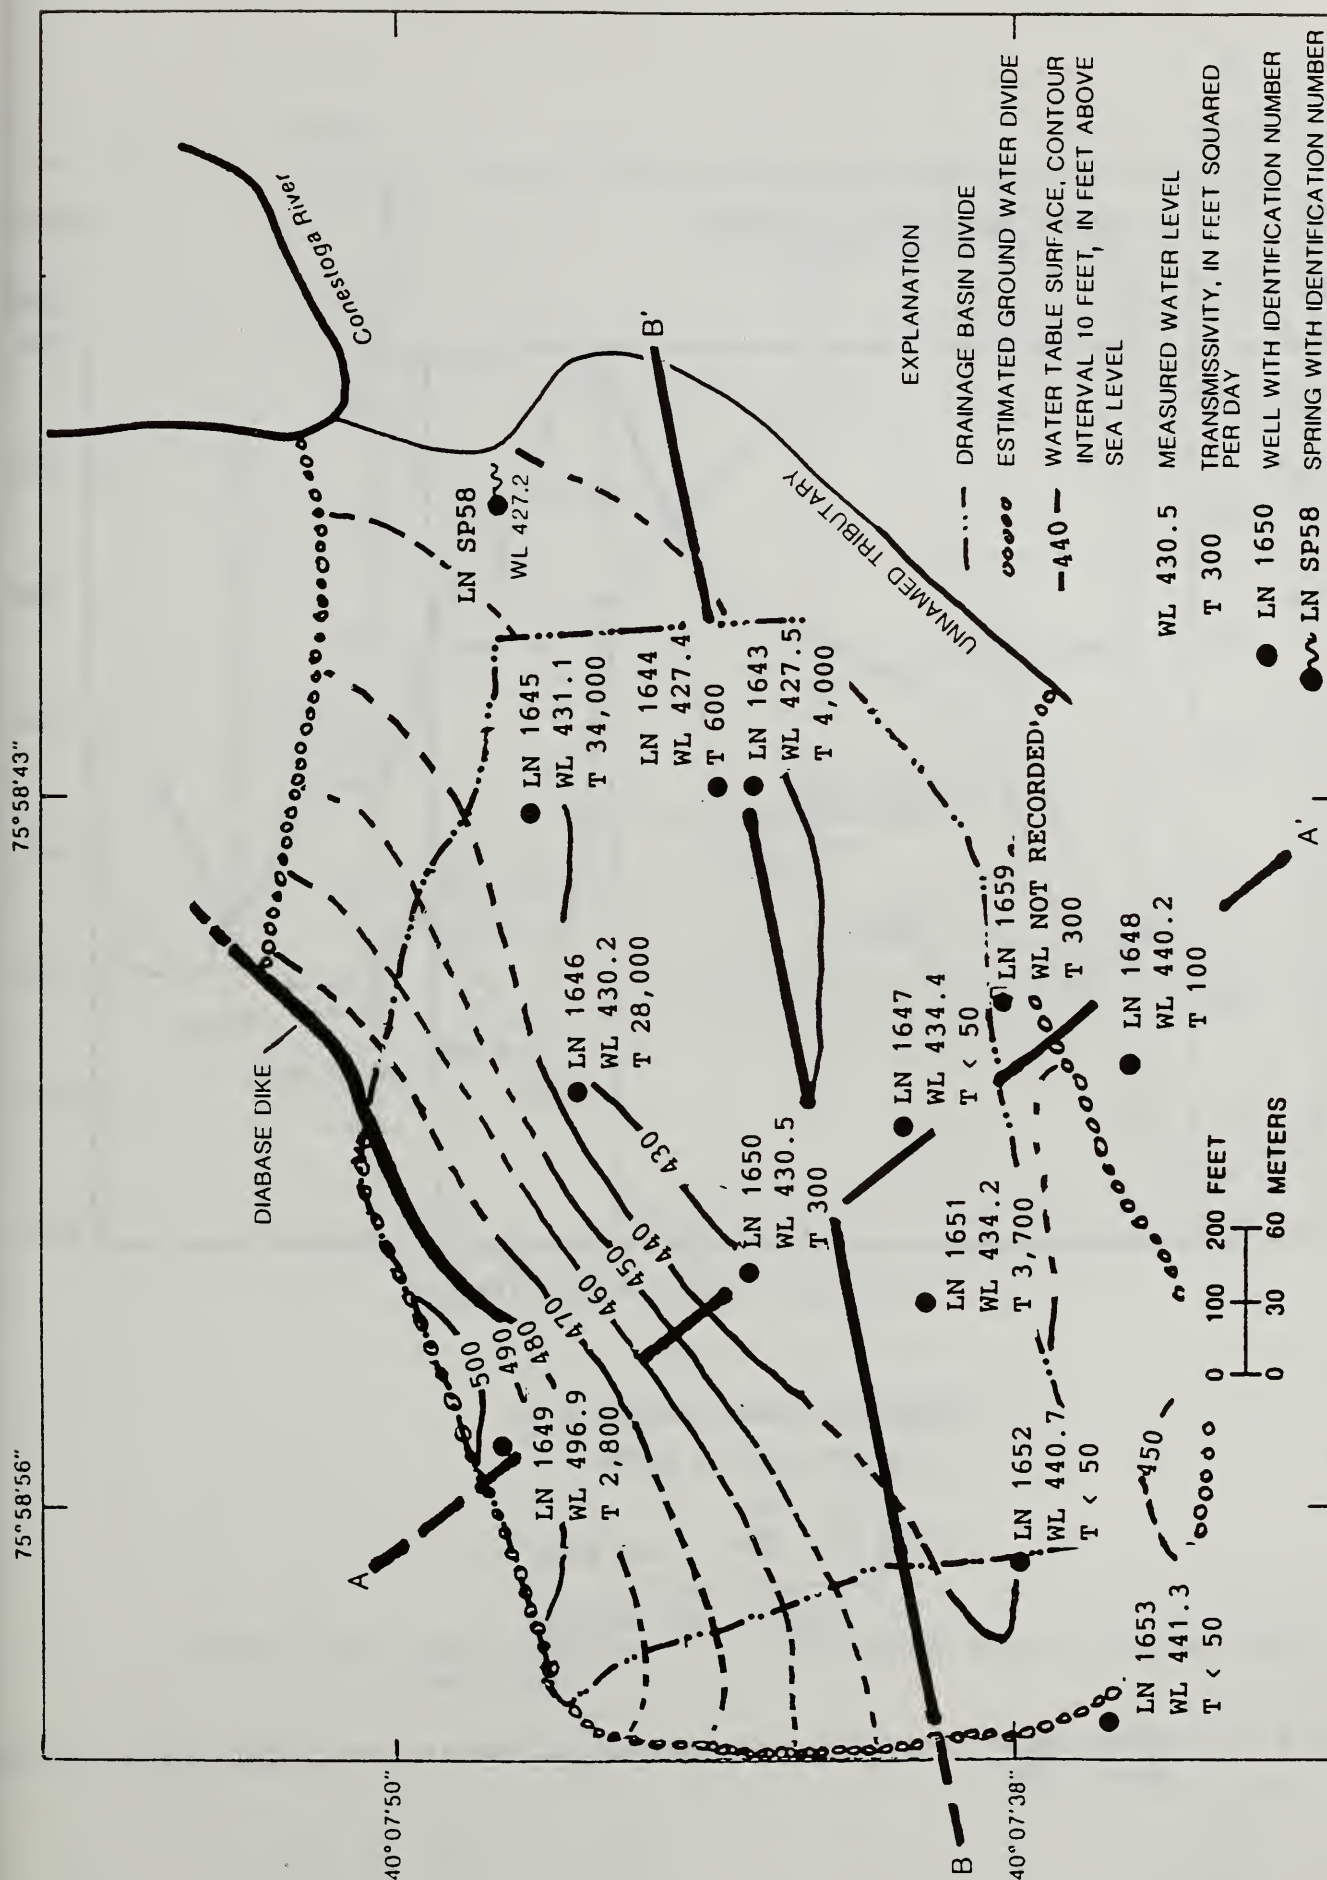 75°58'56"
75°58'43"
40°07'50"
40°07'38"
Conestoga River
DIABASE DIKE
A
500
490
480
470
460
450
440
430
LN 1649
WL 496.9
T 2,800
LN SP58
WL 427.2
LN 1645
WL 431.1
T 34,000
LN 1644
WL 427.4
T 600
LN 1643
WL 427.5
T 4,000
LN 1646
WL 430.2
T 28,000
LN 1650
WL 430.5
T 300
LN 1647
WL 434.4
T < 50
LN 1651
WL 434.2
T 3,700
LN 1659
WL NOT RECORDED
T 300
LN 1648
WL 440.2
T 100
LN 1652
WL 440.7
T < 50
LN 1653
WL 441.3
T < 50
450
B
B'
A'
UNNAMED TRIBUTARY
0 100 200 FEET
0 30 60 METERS
EXPLANATION
DRAINAGE BASIN DIVIDE
ESTIMATED GROUND WATER DIVIDE
—440— WATER TABLE SURFACE, CONTOUR
INTERVAL 10 FEET, IN FEET ABOVE
SEA LEVEL
WL 430.5 MEASURED WATER LEVEL
T 300 TRANSMISSIVITY, IN FEET SQUARED
PER DAY
LN 1650 WELL WITH IDENTIFICATION NUMBER
LN SP58 SPRING WITH IDENTIFICATION NUMBER